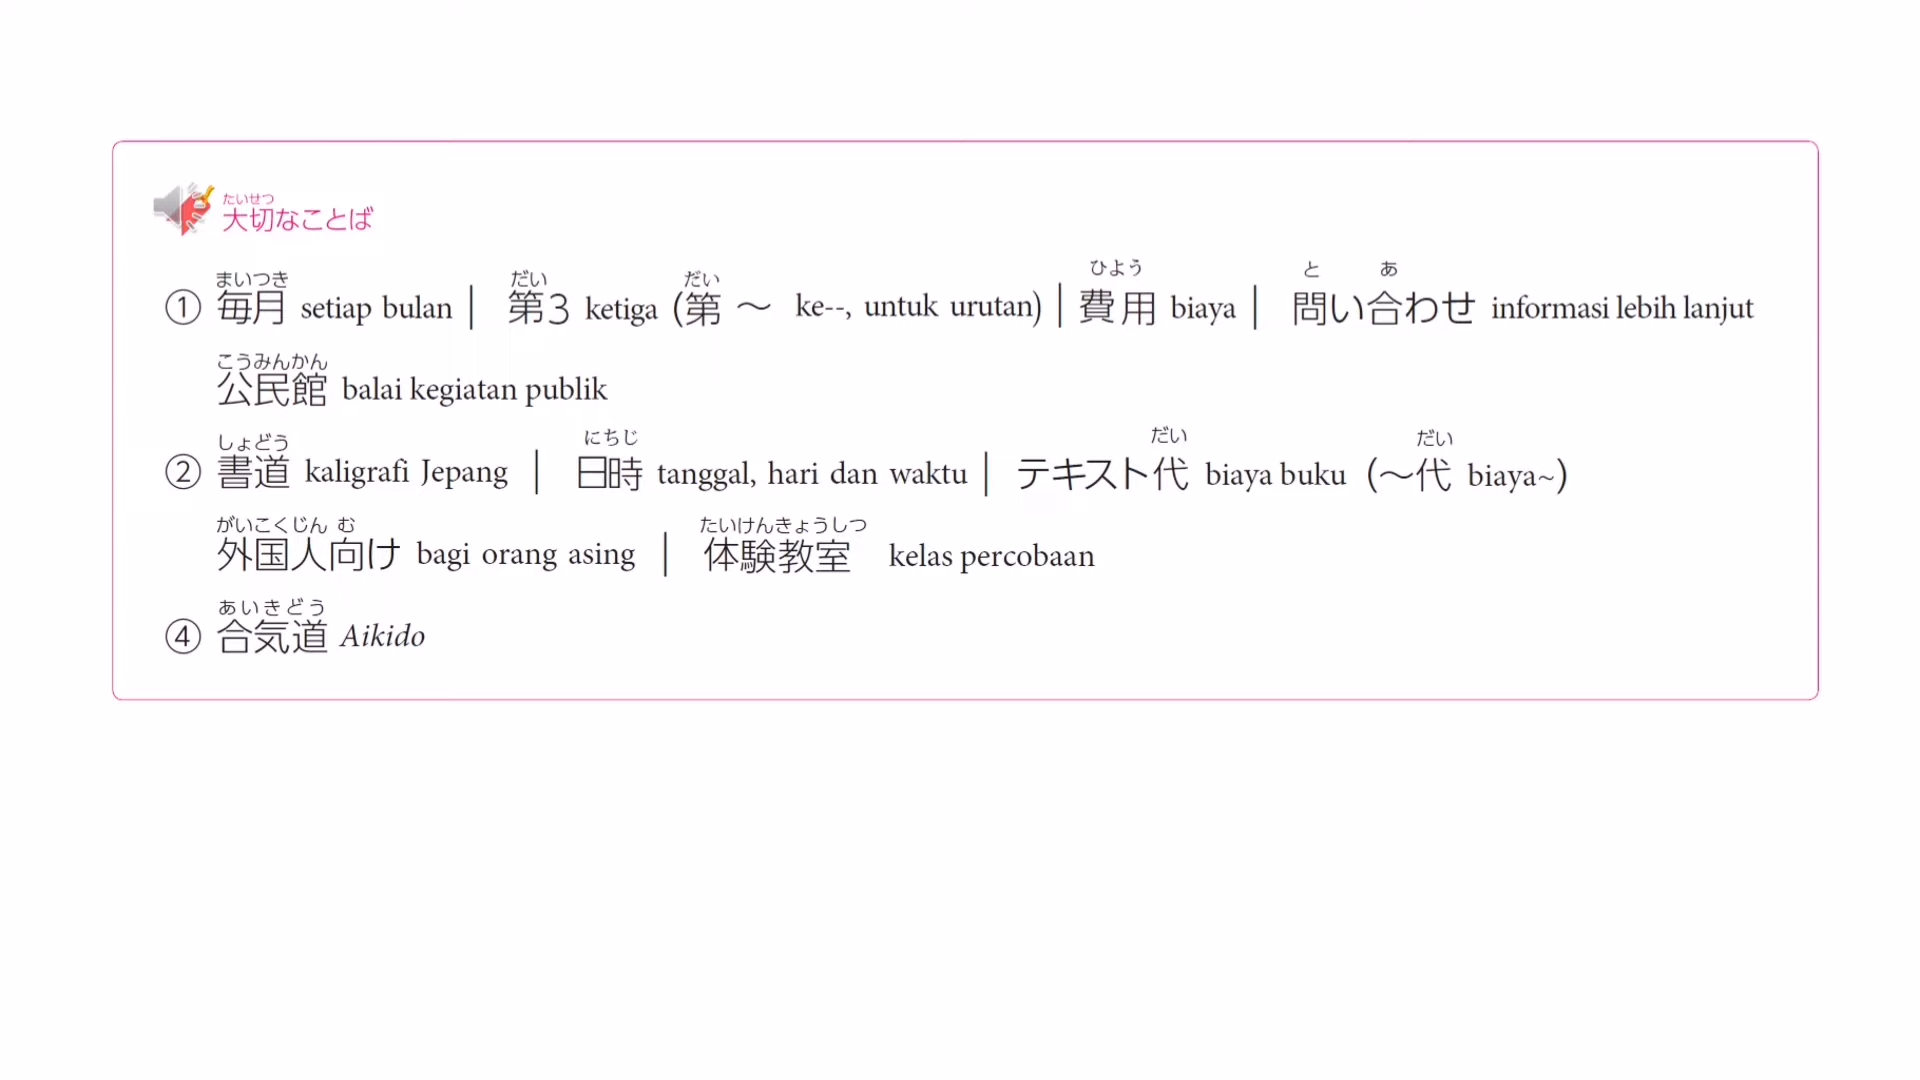 たいせつ
大切なことば
まいつき だい だい ひよう と あ
① 毎月 setiap bulan | 第3 ketiga (第 ～ ke--, untuk urutan) | 費用 biaya | 問い合わせ informasi lebih lanjut
こうみんかん
公民館 balai kegiatan publik
しょどう にちじ だい だい
② 書道 kaligrafi Jepang | 日時 tanggal, hari dan waktu | テキスト代 biaya buku (～代 biaya~)
がいこくじん む たいけんきょうしつ
外国人向け bagi orang asing | 体験教室 kelas percobaan
あいきどう
④ 合気道 Aikido